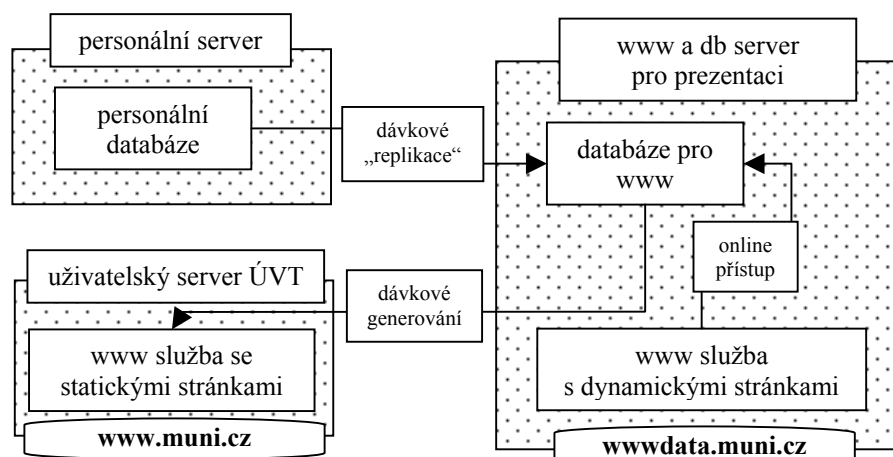 personální server
personální
databáze
dávkové
„replikace“
www a db server
pro prezentaci
databáze pro
www
online
přístup
uživatelský server ÚVT
dávkové
generování
www služba se
statickými stránkami
www.muni.cz
www služba
s dynamickými stránkami
wwwdata.muni.cz